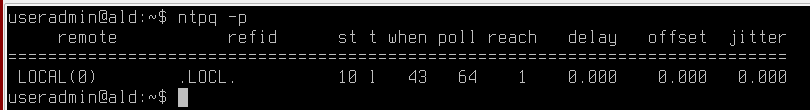 useradmin@ald:~$ ntpq -p
     remote           refid      st t when poll reach   delay   offset  jitter
==============================================================================
 LOCAL(0)        .LOCL.          10 l   43   64    1    0.000    0.000   0.000
useradmin@ald:~$